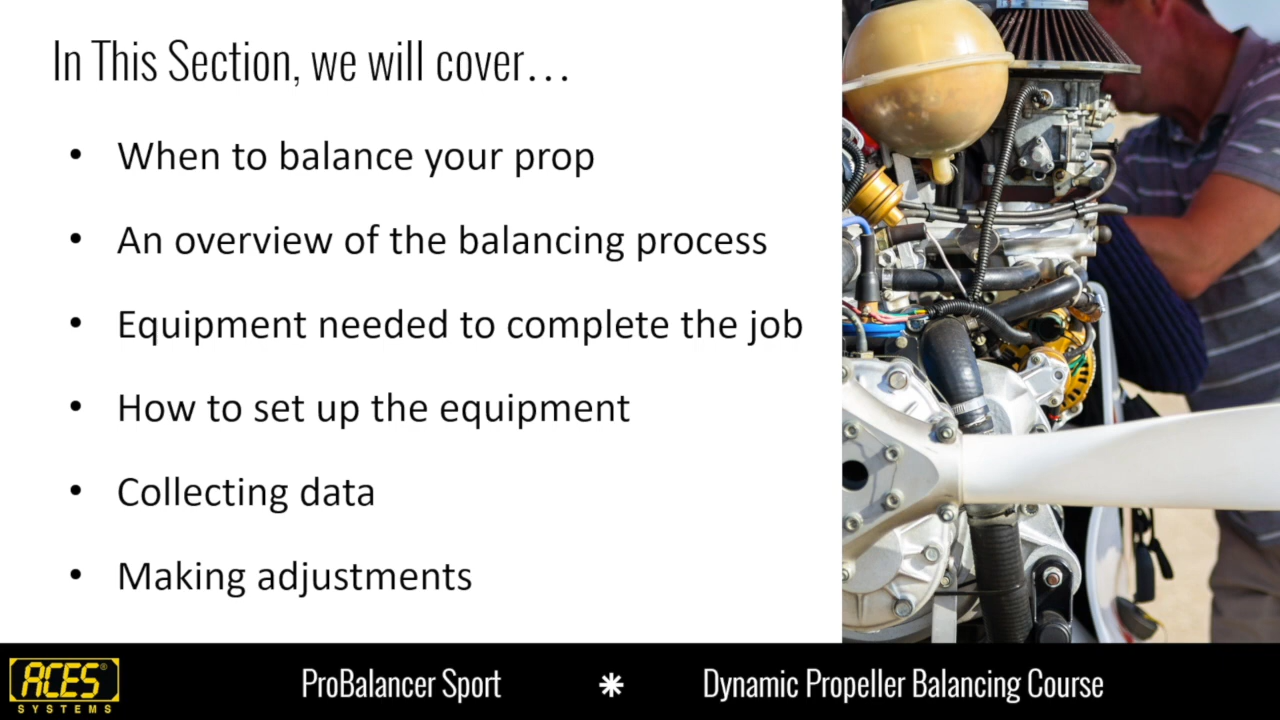 In This Section, we will cover…
• When to balance your prop
• An overview of the balancing process
• Equipment needed to complete the job
• How to set up the equipment
• Collecting data
• Making adjustments
ACES®
SYSTEMS
ProBalancer Sport ✱ Dynamic Propeller Balancing Course